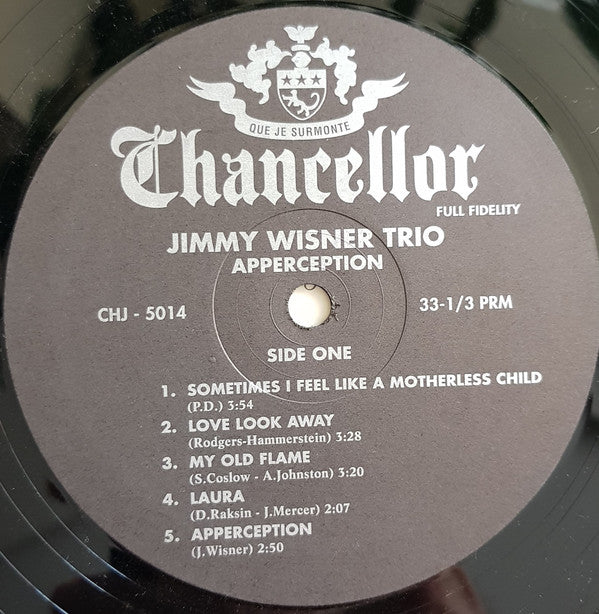 QUE JE SURMONTE
Chancellor
FULL FIDELITY
JIMMY WISNER TRIO
APPERCEPTION
CHJ - 5014
33-1/3 PRM
SIDE ONE
1. SOMETIMES I FEEL LIKE A MOTHERLESS CHILD
(P.D.) 3:54
2. LOVE LOOK AWAY
(Rodgers-Hammerstein) 3:28
3. MY OLD FLAME
(S.Coslow - A.Johnston) 3:20
4. LAURA
(D.Raksin - J.Mercer) 2:07
5. APPERCEPTION
(J.Wisner) 2:50